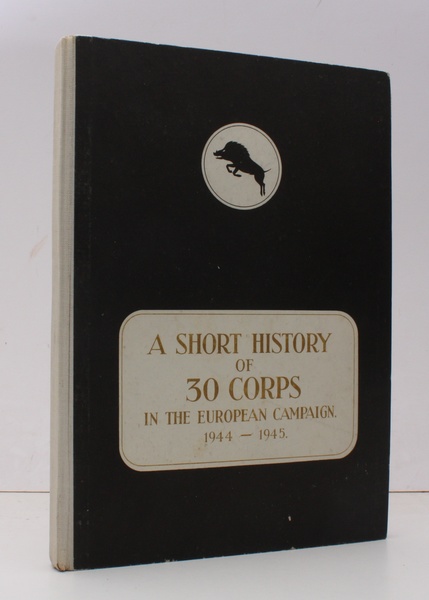 A SHORT HISTORY
OF
30 CORPS
IN THE EUROPEAN CAMPAIGN.
1944 — 1945.